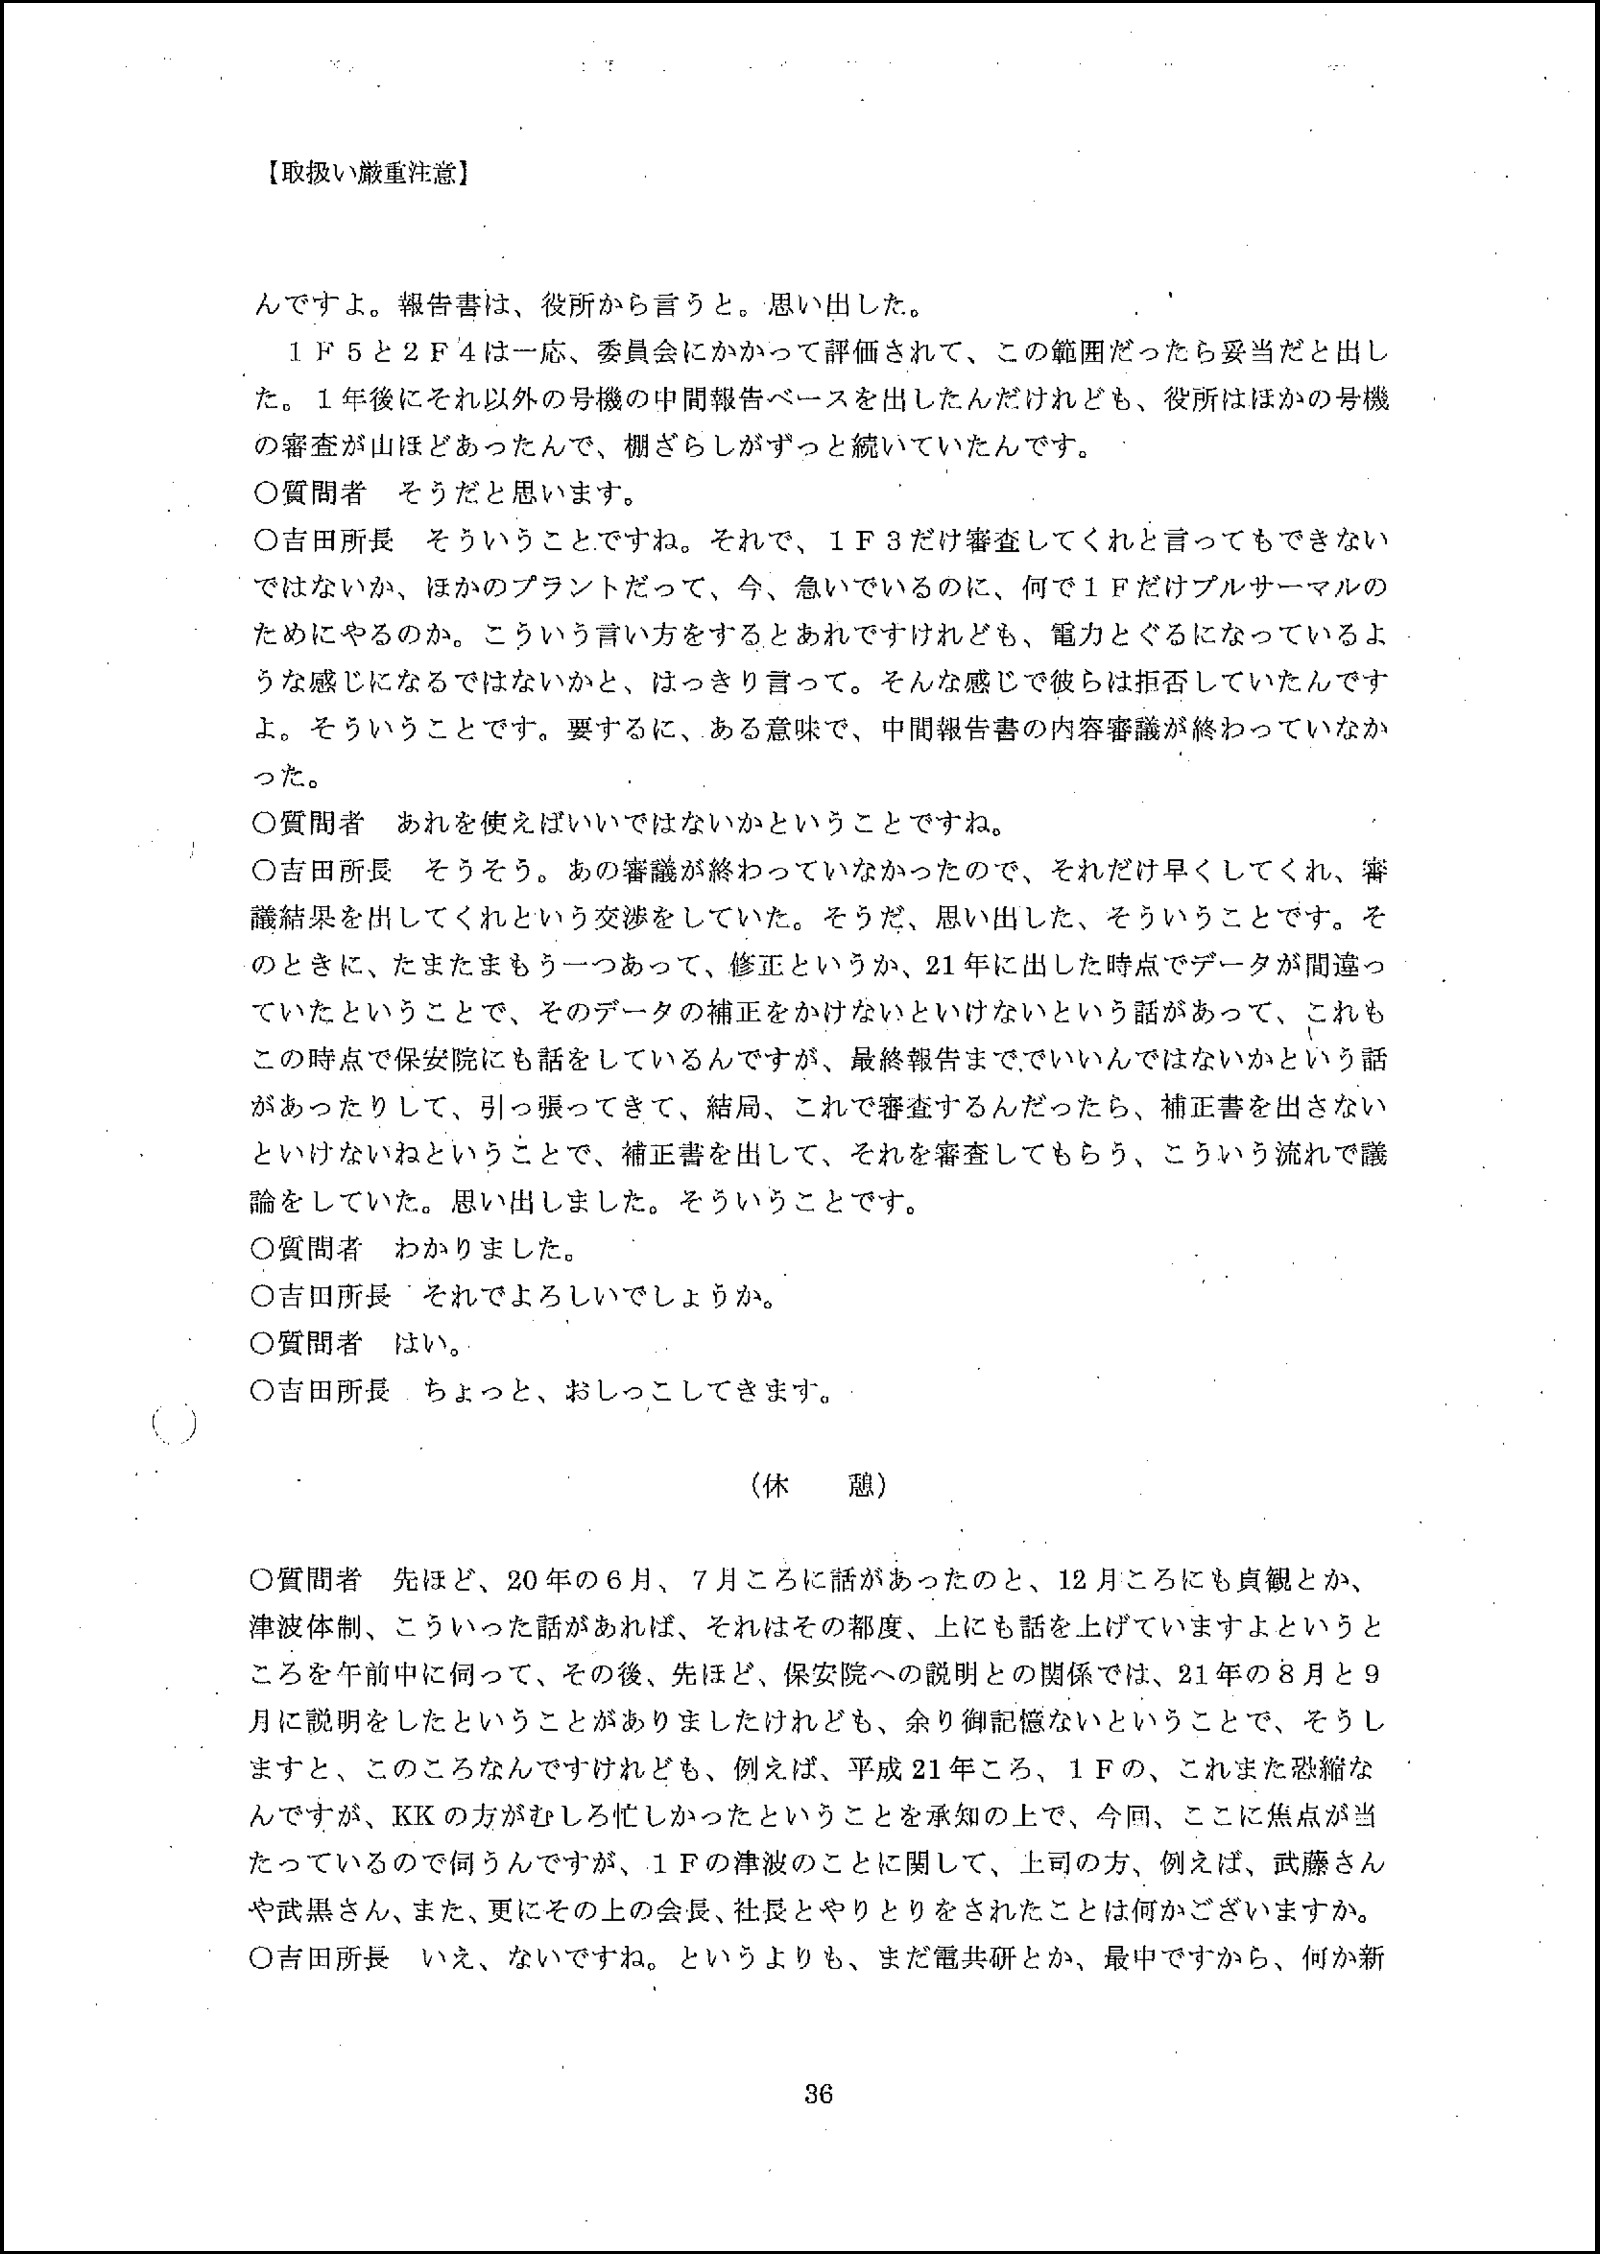 【取扱い厳重注意】
んですよ。報告書は、役所から言うと。思い出した。
１Ｆ５と２Ｆ４は一応、委員会にかかって評価されて、この範囲だったら妥当だと出し
た。１年後にそれ以外の号機の中間報告ベースを出したんだけれども、役所はほかの号機
の審査が山ほどあったんで、棚ざらしがずっと続いていたんです。
○質問者　そうだと思います。
○吉田所長　そういうことですね。それで、１Ｆ３だけ審査してくれと言ってもできない
ではないか、ほかのプラントだって、今、急いでいるのに、何で１Ｆだけプルサーマルの
ためにやるのか。こういう言い方をするとあれですけれども、電力とぐるになっているよ
うな感じになるではないかと、はっきり言って。そんな感じで彼らは拒否していたんです
よ。そういうことです。要するに、ある意味で、中間報告書の内容審議が終わっていなか
った。
○質問者　あれを使えばいいではないかということですね。
○吉田所長　そうそう。あの審議が終わっていなかったので、それだけ早くしてくれ、審
議結果を出してくれという交渉をしていた。そうだ、思い出した、そういうことです。そ
のときに、たまたまもう一つあって、修正というか、21年に出した時点でデータが間違っ
ていたということで、そのデータの補正をかけないといけないという話があって、これも
この時点で保安院にも話をしているんですが、最終報告まででいいんではないかという話
があったりして、引っ張ってきて、結局、これで審査するんだったら、補正書を出さない
といけないねということで、補正書を出して、それを審査してもらう、こういう流れで議
論をしていた。思い出しました。そういうことです。
○質問者　わかりました。
○吉田所長　それでよろしいでしょうか。
○質問者　はい。
○吉田所長　ちょっと、おしっこしてきます。
（休　　憩）
○質問者　先ほど、20年の６月、７月ころに話があったのと、12月ころにも貞観とか、
津波体制、こういった話があれば、それはその都度、上にも話を上げていますよというと
ころを午前中に伺って、その後、先ほど、保安院への説明との関係では、21年の８月と９
月に説明をしたということがありましたけれども、余り御記憶ないということで、そうし
ますと、このころなんですけれども、例えば、平成21年ころ、１Ｆの、これまた恐縮な
んですが、KKの方がむしろ忙しかったということを承知の上で、今回、ここに焦点が当
たっているので伺うんですが、１Ｆの津波のことに関して、上司の方、例えば、武藤さん
や武黒さん、また、更にその上の会長、社長とやりとりをされたことは何かございますか。
○吉田所長　いえ、ないですね。というよりも、まだ電共研とか、最中ですから、何か新
36